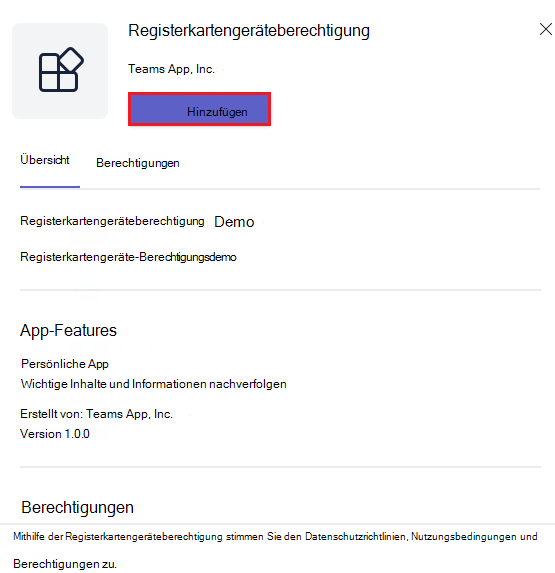 Registerkartengeräteberechtigung
Teams App, Inc.
Hinzufügen
Übersicht
Berechtigungen
Registerkartengeräteberechtigung Demo
Registerkartengeräte-Berechtigungsdemo
App-Features
Persönliche App
Wichtige Inhalte und Informationen nachverfolgen
Erstellt von: Teams App, Inc.
Version 1.0.0
Berechtigungen
Mithilfe der Registerkartengeräteberechtigung stimmen Sie den Datenschutzrichtlinien, Nutzungsbedingungen und
Berechtigungen zu.